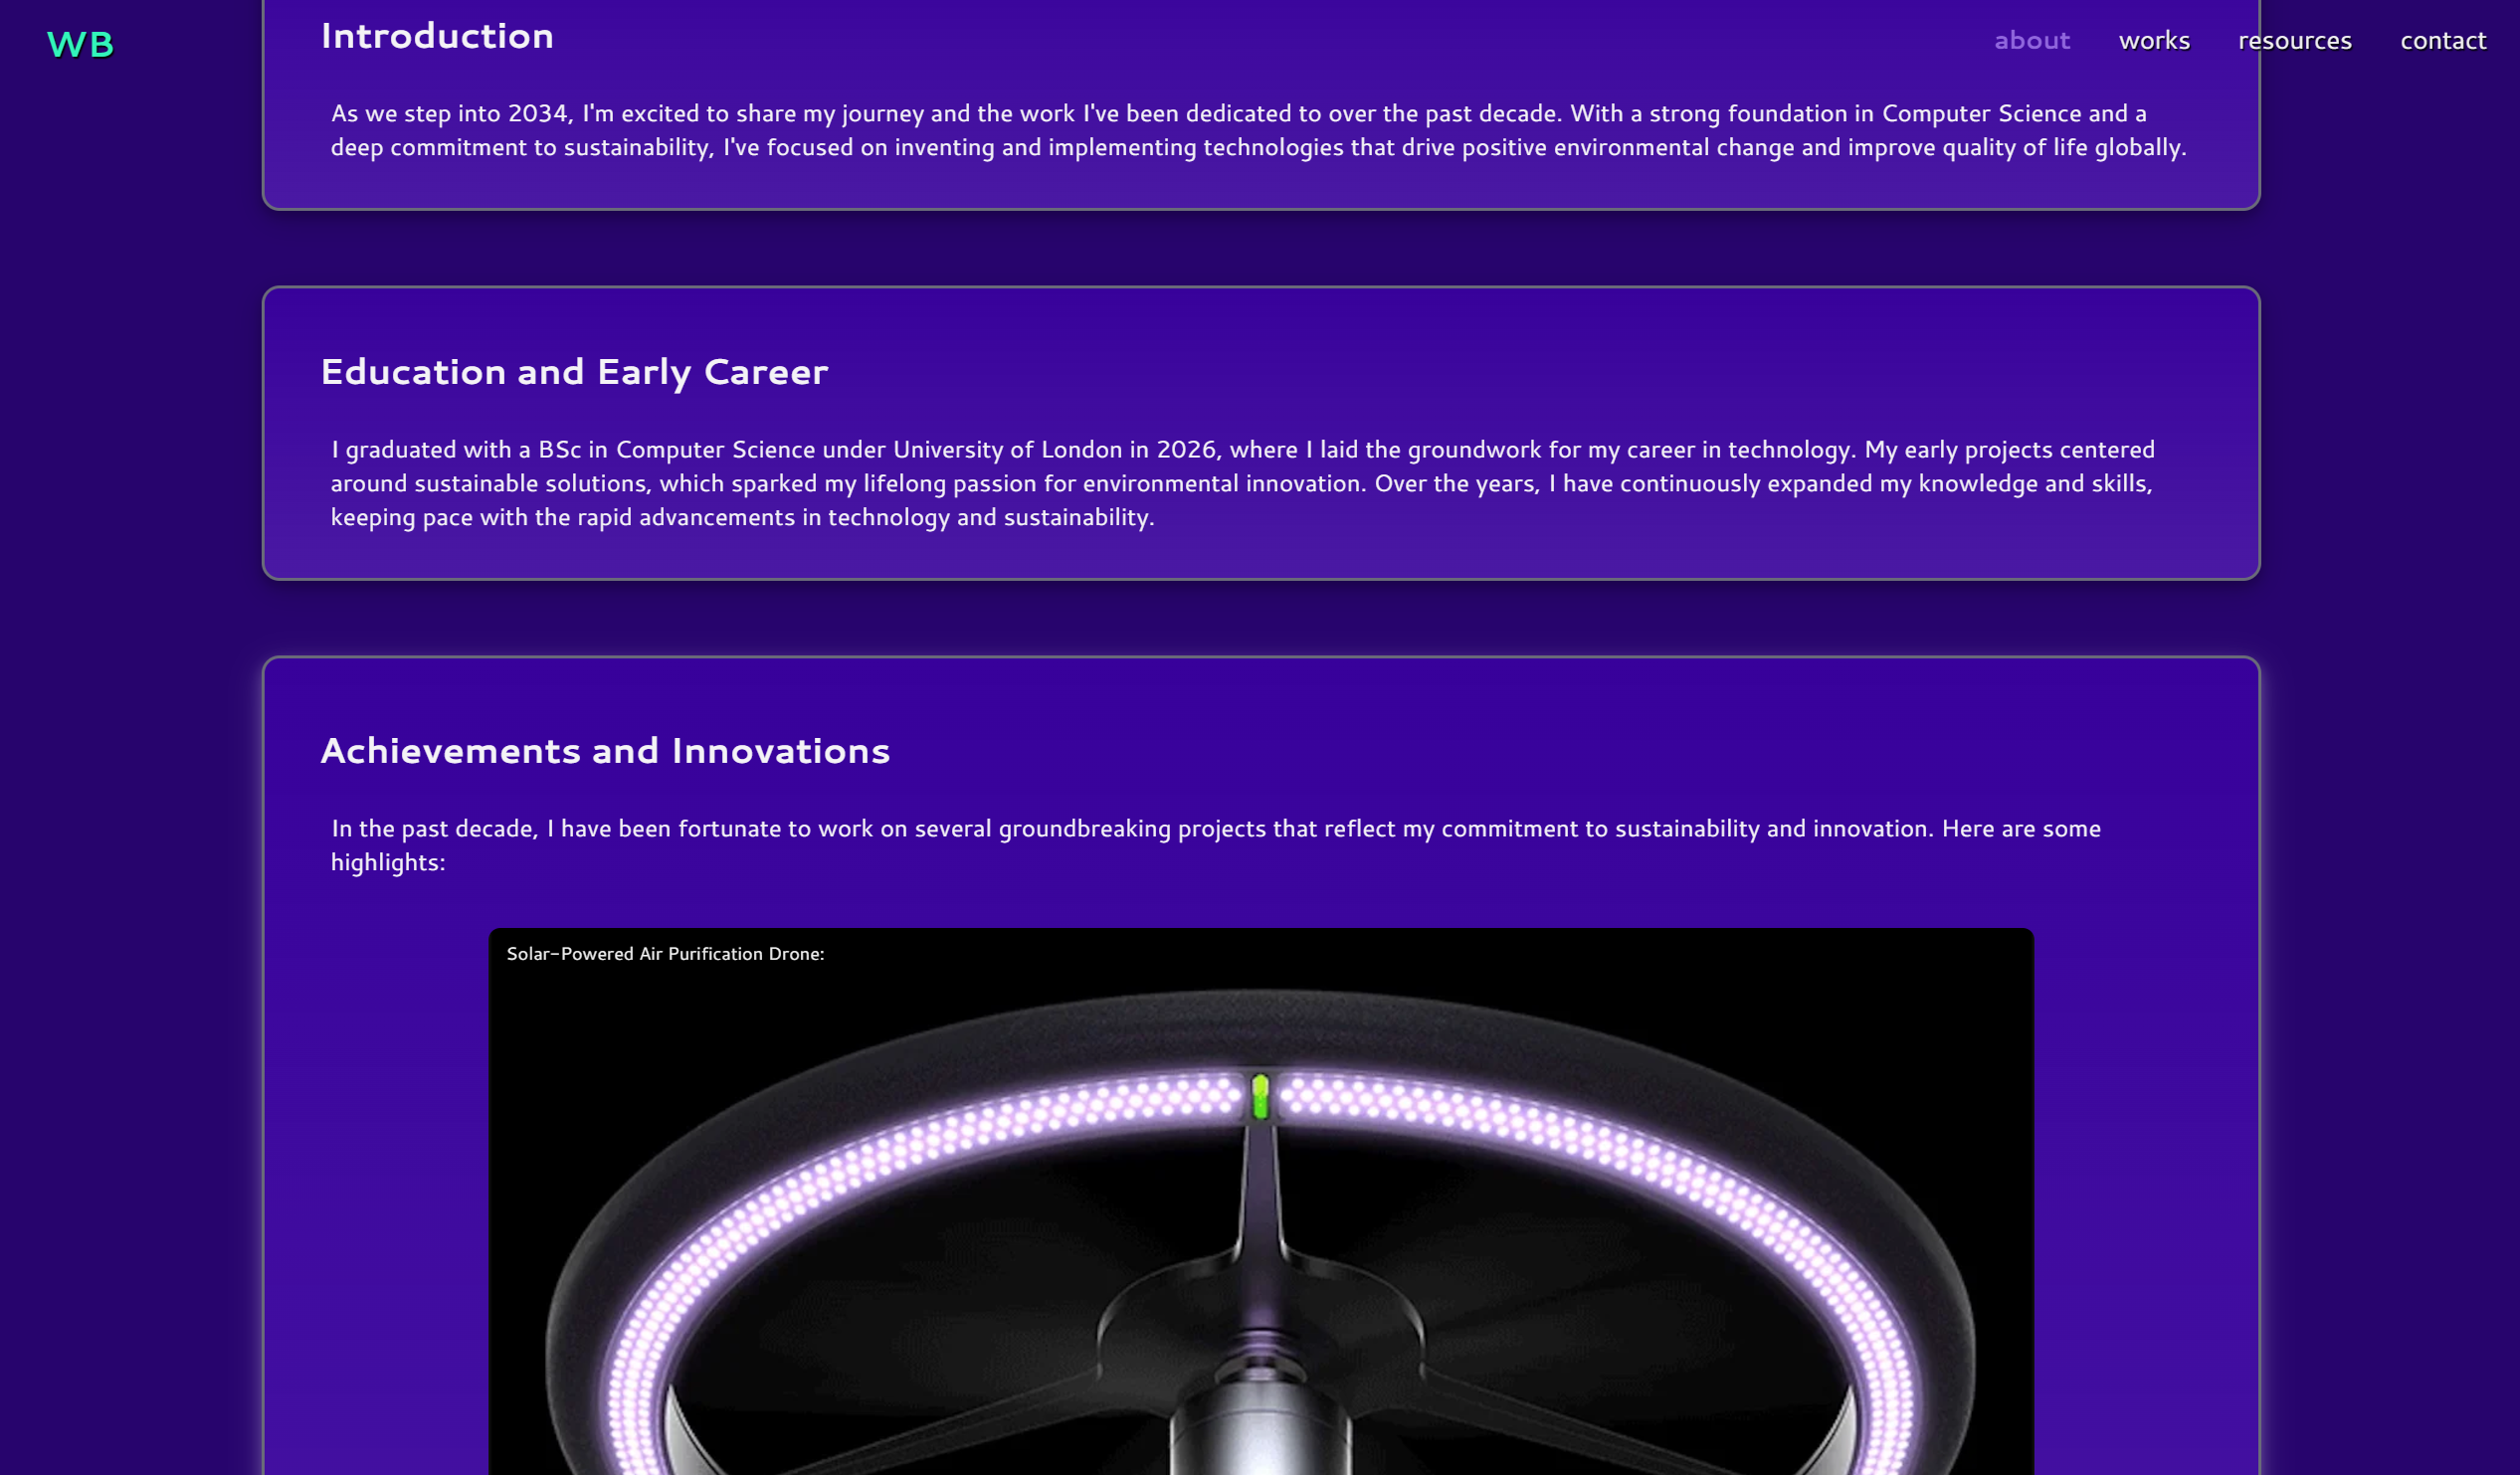 WB
about works resources contact
Introduction
As we step into 2034, I'm excited to share my journey and the work I've been dedicated to over the past decade. With a strong foundation in Computer Science and a
deep commitment to sustainability, I've focused on inventing and implementing technologies that drive positive environmental change and improve quality of life globally.
Education and Early Career
I graduated with a BSc in Computer Science under University of London in 2026, where I laid the groundwork for my career in technology. My early projects centered
around sustainable solutions, which sparked my lifelong passion for environmental innovation. Over the years, I have continuously expanded my knowledge and skills,
keeping pace with the rapid advancements in technology and sustainability.
Achievements and Innovations
In the past decade, I have been fortunate to work on several groundbreaking projects that reflect my commitment to sustainability and innovation. Here are some
highlights:
Solar-Powered Air Purification Drone: